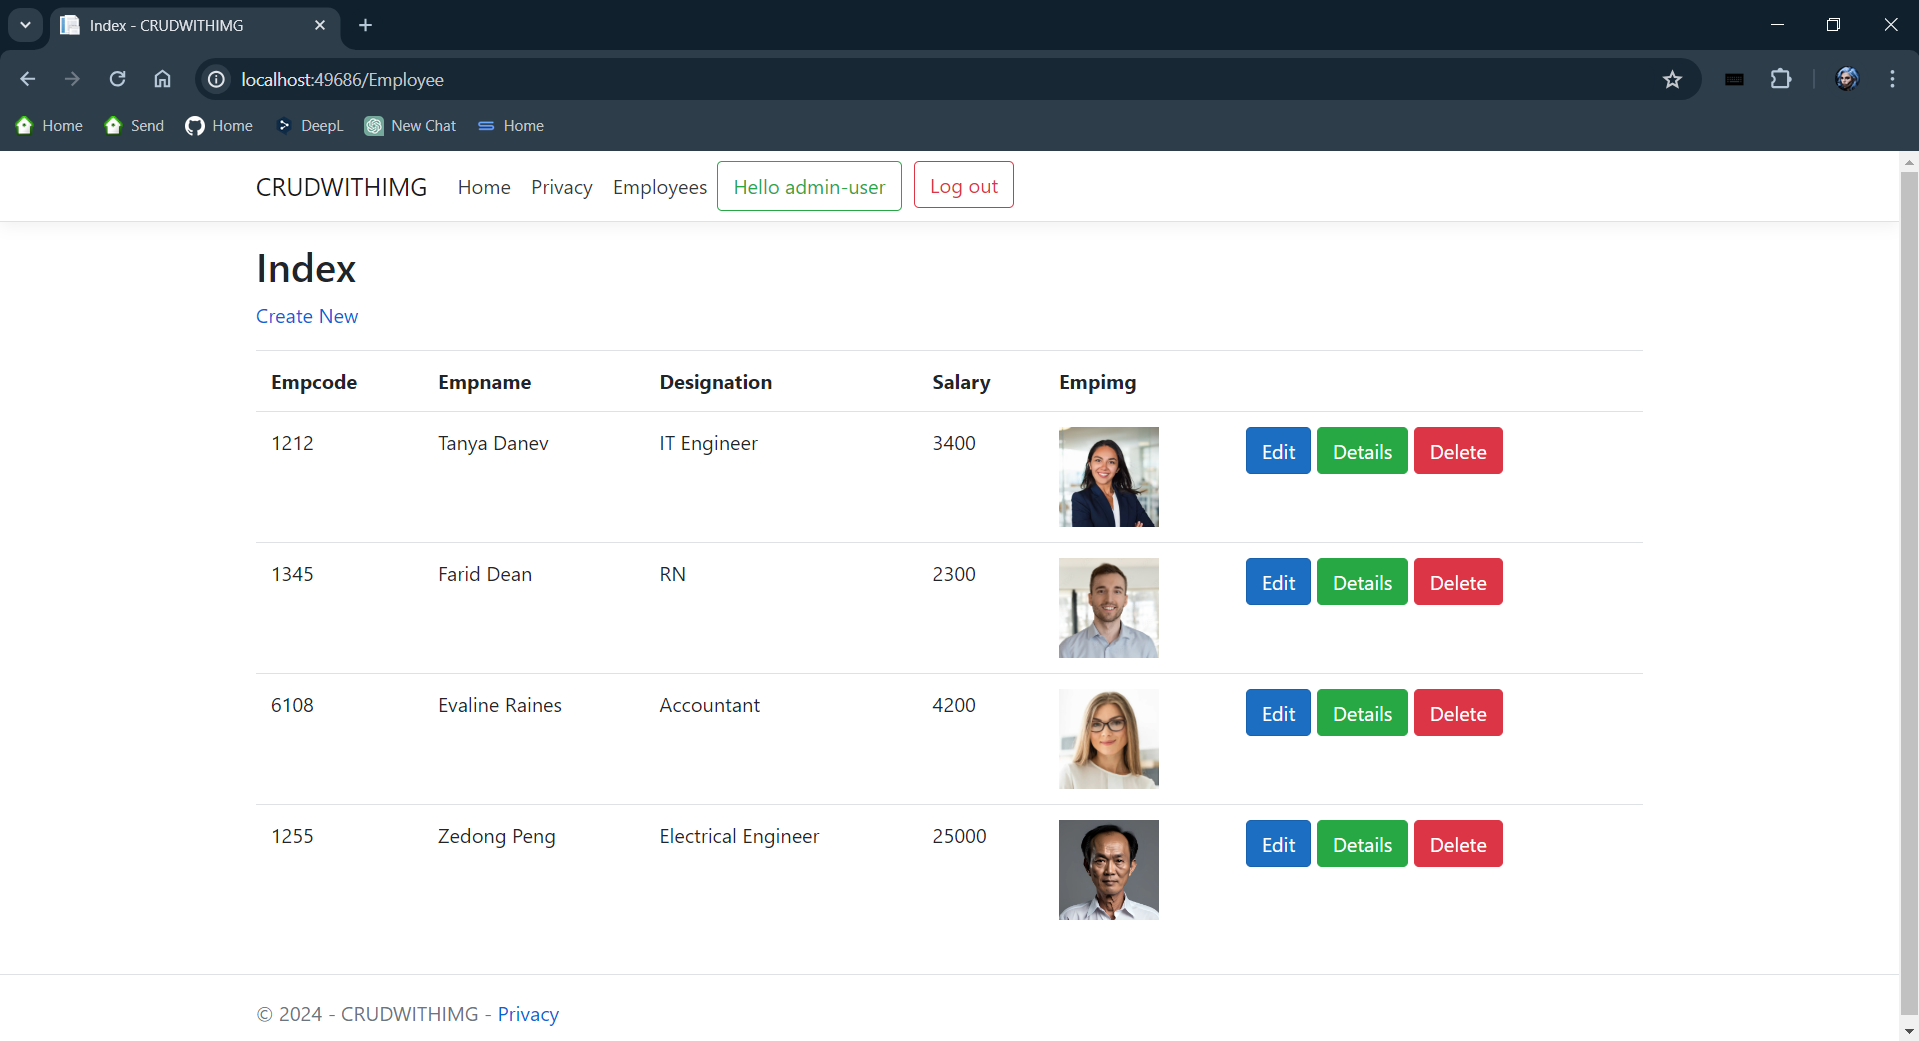 Index - CRUDWITHIMG
localhost:49686/Employee
Home Send Home DeepL New Chat Home
CRUDWITHIMG Home Privacy Employees Hello admin-user Log out
Index
Create New
Empcode Empname Designation Salary Empimg
1212 Tanya Danev IT Engineer 3400 Edit Details Delete
1345 Farid Dean RN 2300 Edit Details Delete
6108 Evaline Raines Accountant 4200 Edit Details Delete
1255 Zedong Peng Electrical Engineer 25000 Edit Details Delete
© 2024 - CRUDWITHIMG - Privacy